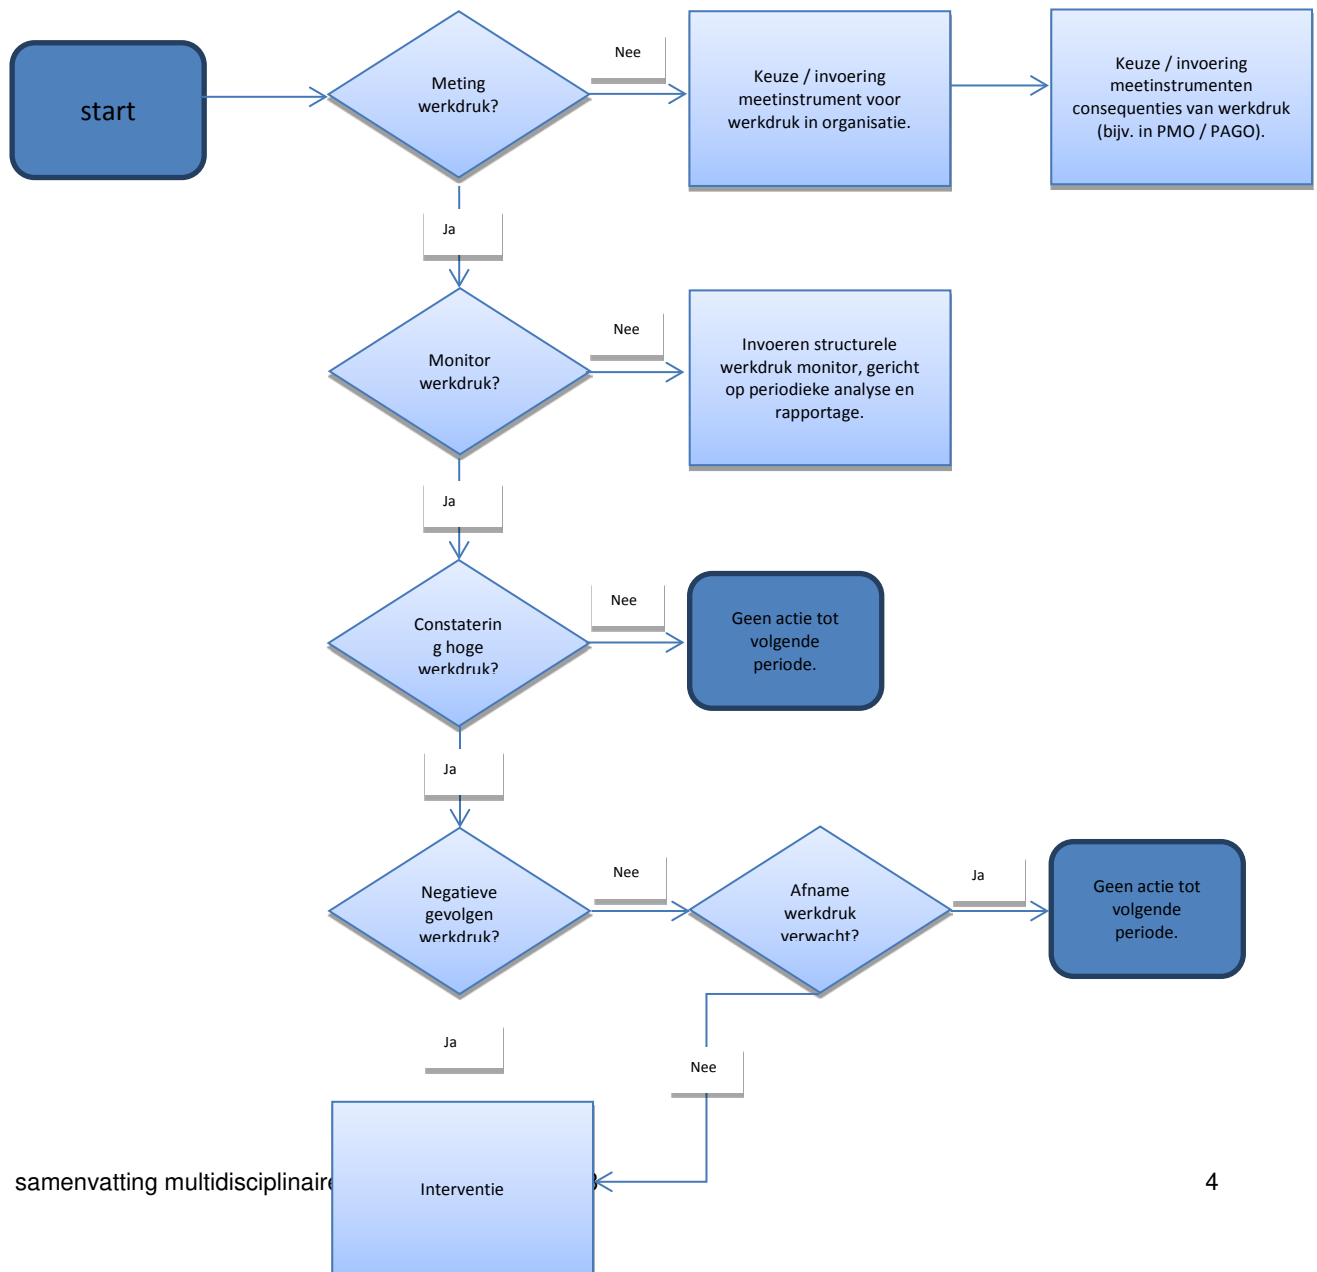 start
Meting
werkdruk?
Nee
Keuze / invoering
meetinstrument voor
werkdruk in organisatie.
Keuze / invoering
meetinstrumenten
consequenties van werkdruk
(bijv. in PMO / PAGO).
Ja
Monitor
werkdruk?
Nee
Invoeren structurele
werkdruk monitor, gericht
op periodieke analyse en
rapportage.
Ja
Constaterin
g hoge
werkdruk?
Nee
Geen actie tot
volgende
periode.
Ja
Negatieve
gevolgen
werkdruk?
Nee
Afname
werkdruk
verwacht?
Ja
Geen actie tot
volgende
periode.
Ja
Nee
Interventie
samenvatting multidisciplinaire
4